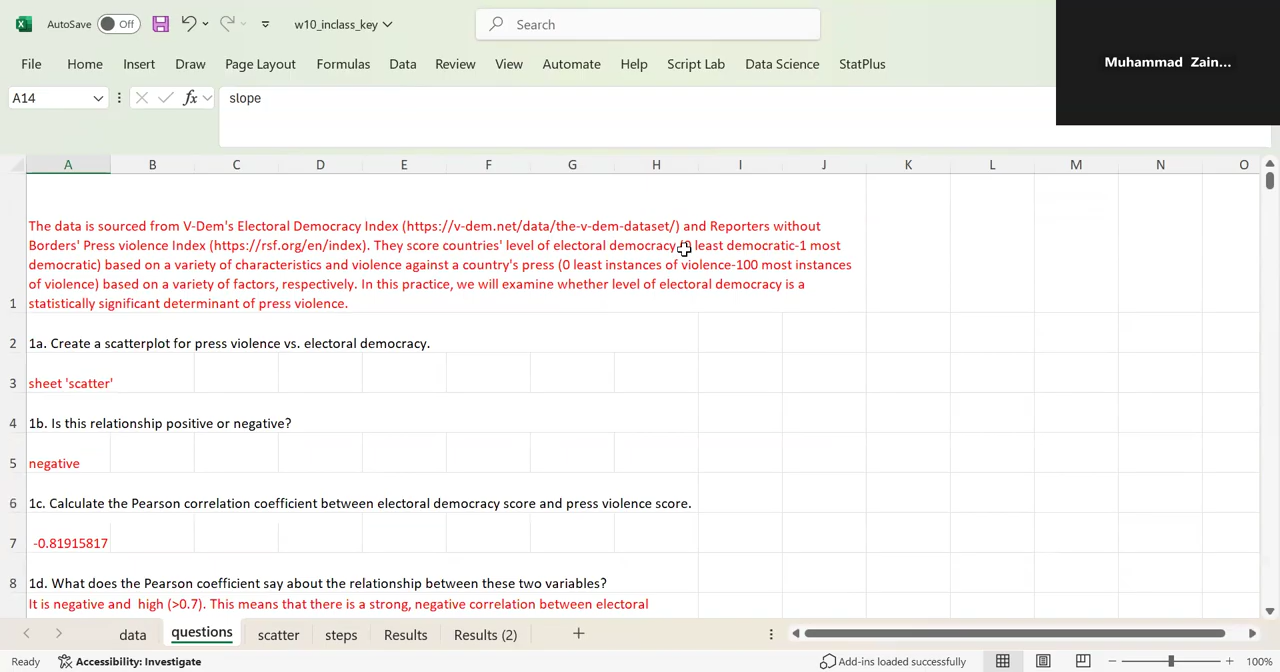 AutoSave Off w10_inclass_key Search
Muhammad Zain...
File Home Insert Draw Page Layout Formulas Data Review View Automate Help Script Lab Data Science StatPlus
A14 fx slope
A B C D E F G H I J K L M N O
The data is sourced from V-Dem's Electoral Democracy Index (https://v-dem.net/data/the-v-dem-dataset/) and Reporters without
Borders' Press violence Index (https://rsf.org/en/index). They score countries' level of electoral democracy (0 least democratic-1 most
democratic) based on a variety of characteristics and violence against a country's press (0 least instances of violence-100 most instances
of violence) based on a variety of factors, respectively. In this practice, we will examine whether level of electoral democracy is a
1 statistically significant determinant of press violence.
2 1a. Create a scatterplot for press violence vs. electoral democracy.
3 sheet 'scatter'
4 1b. Is this relationship positive or negative?
5 negative
6 1c. Calculate the Pearson correlation coefficient between electoral democracy score and press violence score.
7 -0.81915817
8 1d. What does the Pearson coefficient say about the relationship between these two variables?
It is negative and high (>0.7). This means that there is a strong, negative correlation between electoral
data questions scatter steps Results Results (2)
Ready Accessibility: Investigate Add-ins loaded successfully 100%